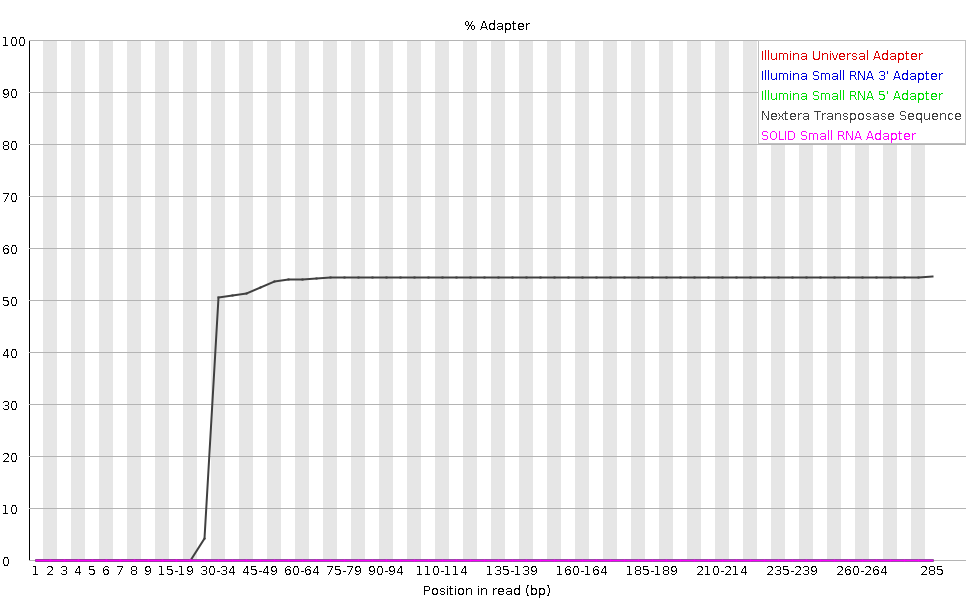 % Adapter
100
90
80
70
60
50
40
30
20
10
0
Illumina Universal Adapter
Illumina Small RNA 3' Adapter
Illumina Small RNA 5' Adapter
Nextera Transposase Sequence
SOLID Small RNA Adapter
1 2 3 4 5 6 7 8 9 15-19 30-34 45-49 60-64 75-79 90-94 110-114 135-139 160-164 185-189 210-214 235-239 260-264 285
Position in read (bp)